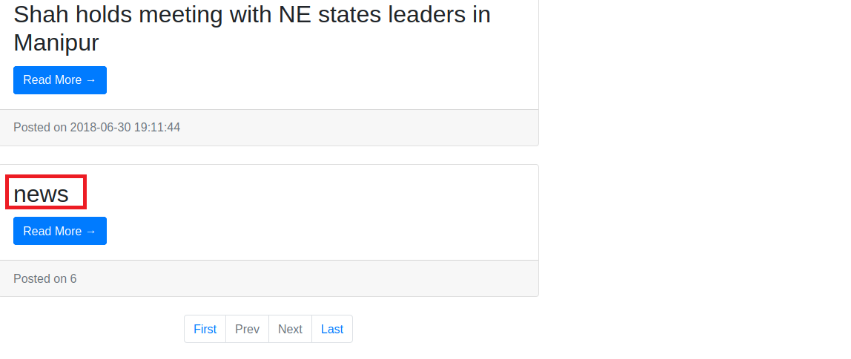 Shah holds meeting with NE states leaders in
Manipur
Read More →
Posted on 2018-06-30 19:11:44
news
Read More →
Posted on 6
First Prev Next Last